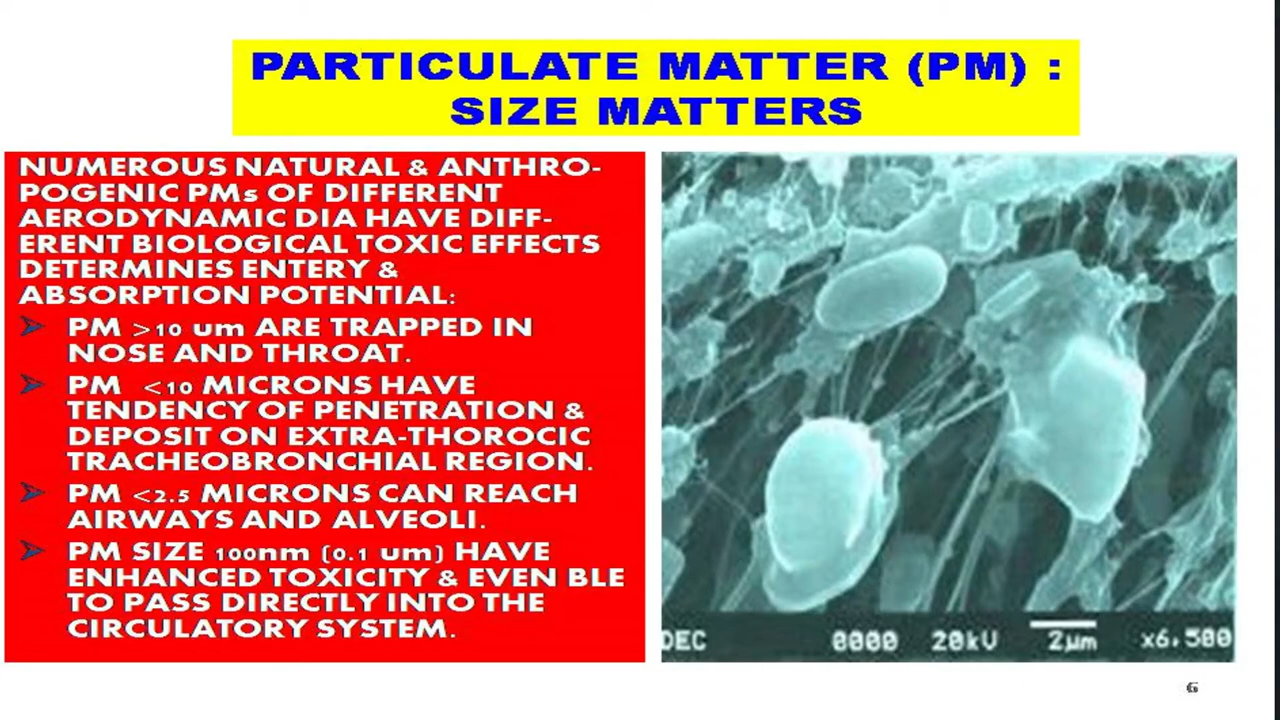 PARTICULATE MATTER (PM) :
SIZE MATTERS
NUMEROUS NATURAL & ANTHRO-
POGENIC PMs OF DIFFERENT
AERODYNAMIC DIA HAVE DIFF-
ERENT BIOLOGICAL TOXIC EFFECTS
DETERMINES ENTERY &
ABSORPTION POTENTIAL:
➢ PM >10 um ARE TRAPPED IN
NOSE AND THROAT.
➢ PM <10 MICRONS HAVE
TENDENCY OF PENETRATION &
DEPOSIT ON EXTRA-THOROCIC
TRACHEOBRONCHIAL REGION.
➢ PM <2.5 MICRONS CAN REACH
AIRWAYS AND ALVEOLI.
➢ PM SIZE 100nm (0.1 um) HAVE
ENHANCED TOXICITY & EVEN BLE
TO PASS DIRECTLY INTO THE
CIRCULATORY SYSTEM.
DEC 0000 20kV 2µm x6,500